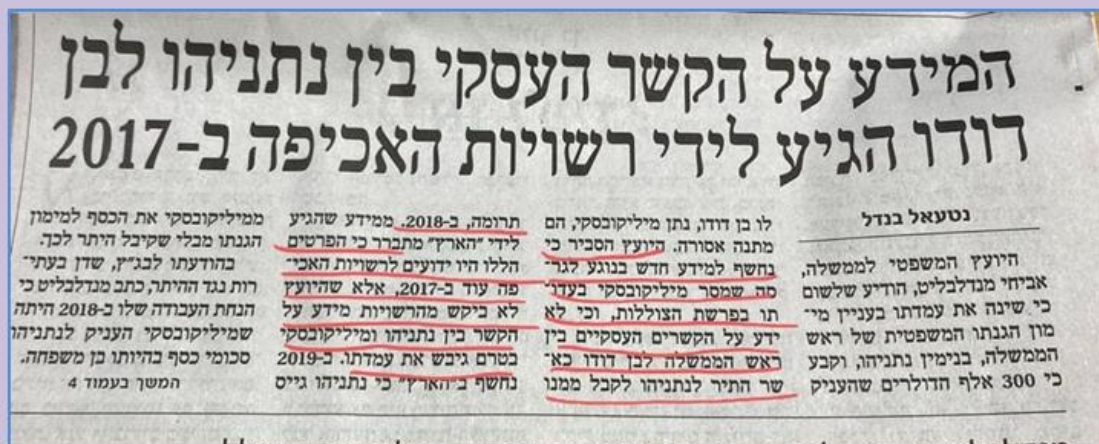 המידע על הקשר העסקי בין נתניהו לבן
דודו הגיע לידי רשויות האכיפה ב-2017
נטעאל בנדל
היועץ המשפטי לממשלה,
אביחי מנדלבליט, הודיע שלשום
כי שינה את עמדתו בעניין מי־
מון הגנתו המשפטית של ראש
הממשלה, בנימין נתניהו, וקבע
כי 300 אלף הדולרים שהעניק
לו בן דודו, נתן מיליקובסקי, הם
מתנה אסורה. היועץ הסביר כי
נחשף למידע חדש בנוגע לגר־
סה שמסר מיליקובסקי בעדו־
תו בפרשת הצוללות, וכי לא
ידע על הקשרים העסקיים בין
ראש הממשלה לבן דודו כא־
שר התיר לנתניהו לקבל ממנו
תרומה, ב-2018. ממידע שהגיע
לידי "הארץ" מתברר כי הפרטים
הללו היו ידועים לרשויות האכי־
פה עוד ב-2017, אלא שהיועץ
לא ביקש מהרשויות מידע על
הקשר בין נתניהו ומיליקובסקי
בטרם גיבש את עמדתו. ב-2019
נחשף ב"הארץ" כי נתניהו גייס
ממיליקובסקי את הכסף למימון
הגנתו מבלי שקיבל היתר לכך.
בהודעתו לבג"ץ, שדן בעתי־
רות נגד ההיתר, כתב מנדלבליט כי
הנחת העבודה שלו ב-2018 היתה
שמיליקובסקי העניק לנתניהו
סכומי כסף בהיותו בן משפחה.
המשך בעמוד 4